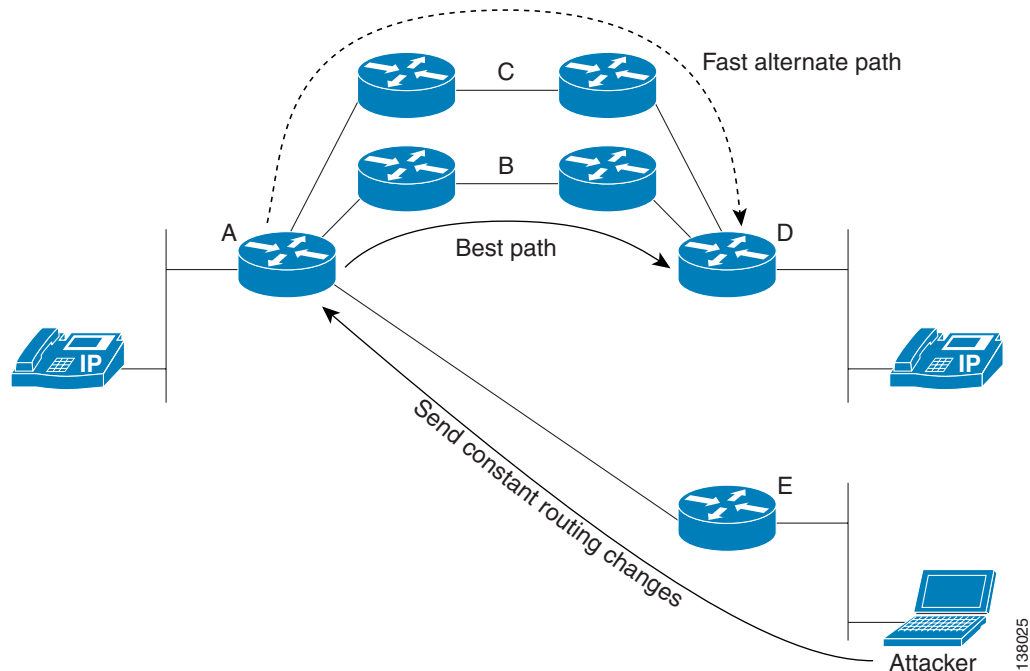 C
Fast alternate path
B
A
Best path
D
IP
IP
Send constant routing changes
E
Attacker
138025